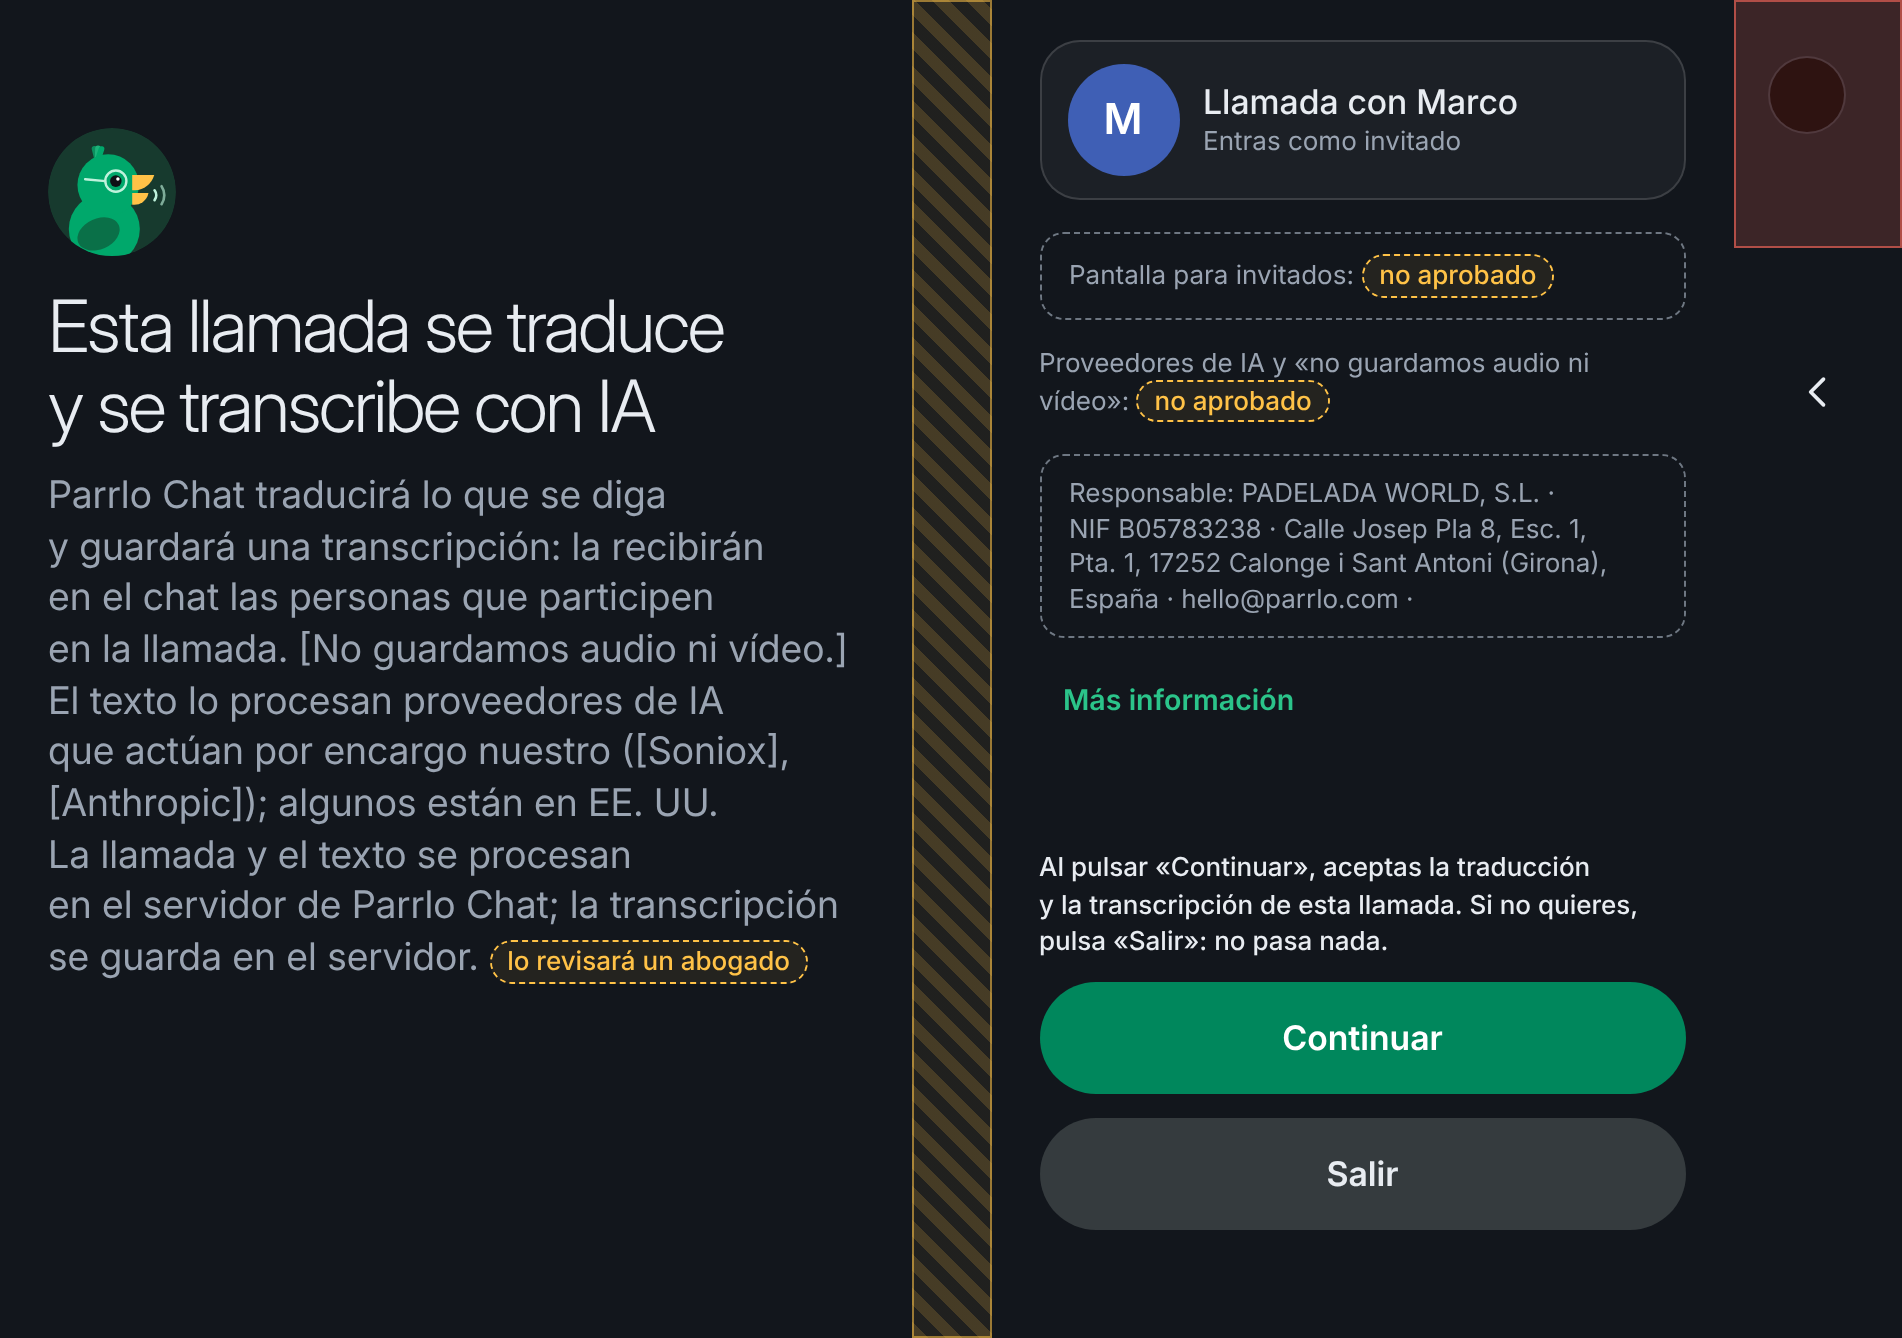 Esta llamada se traduce
y se transcribe con IA
Parrlo Chat traducirá lo que se diga
y guardará una transcripción: la recibirán
en el chat las personas que participen
en la llamada. [No guardamos audio ni vídeo.]
El texto lo procesan proveedores de IA
que actúan por encargo nuestro ([Soniox],
[Anthropic]); algunos están en EE. UU.
La llamada y el texto se procesan
en el servidor de Parrlo Chat; la transcripción
se guarda en el servidor. lo revisará un abogado
M
Llamada con Marco
Entras como invitado
Pantalla para invitados: no aprobado
Proveedores de IA y «no guardamos audio ni
vídeo»: no aprobado
Responsable: PADELADA WORLD, S.L. ·
NIF B05783238 · Calle Josep Pla 8, Esc. 1,
Pta. 1, 17252 Calonge i Sant Antoni (Girona),
España · hello@parrlo.com ·
Más información
Al pulsar «Continuar», aceptas la traducción
y la transcripción de esta llamada. Si no quieres,
pulsa «Salir»: no pasa nada.
Continuar
Salir